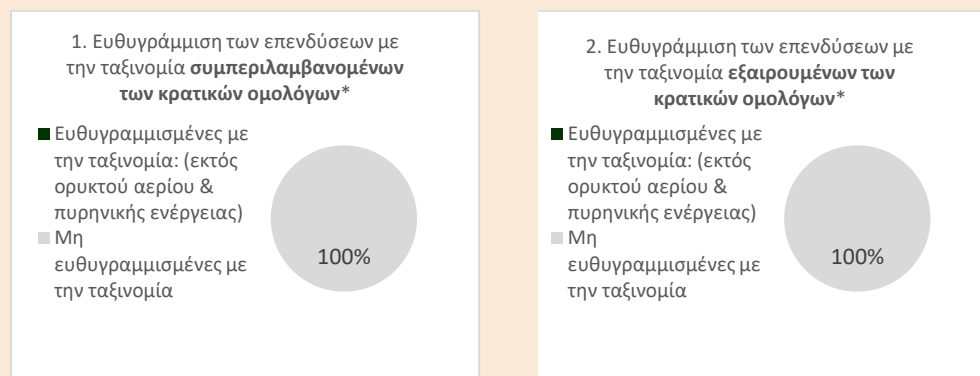 1. Ευθυγράμμιση των επενδύσεων με
την ταξινομία συμπεριλαμβανομένων
των κρατικών ομολόγων*
Ευθυγραμμισμένες με
την ταξινομία: (εκτός
ορυκτού αερίου &
πυρηνικής ενέργειας)
Μη
ευθυγραμμισμένες με
την ταξινομία
100%
2. Ευθυγράμμιση των επενδύσεων με
την ταξινομία εξαιρουμένων των
κρατικών ομολόγων*
Ευθυγραμμισμένες με
την ταξινομία: (εκτός
ορυκτού αερίου &
πυρηνικής ενέργειας)
Μη
ευθυγραμμισμένες με
την ταξινομία
100%